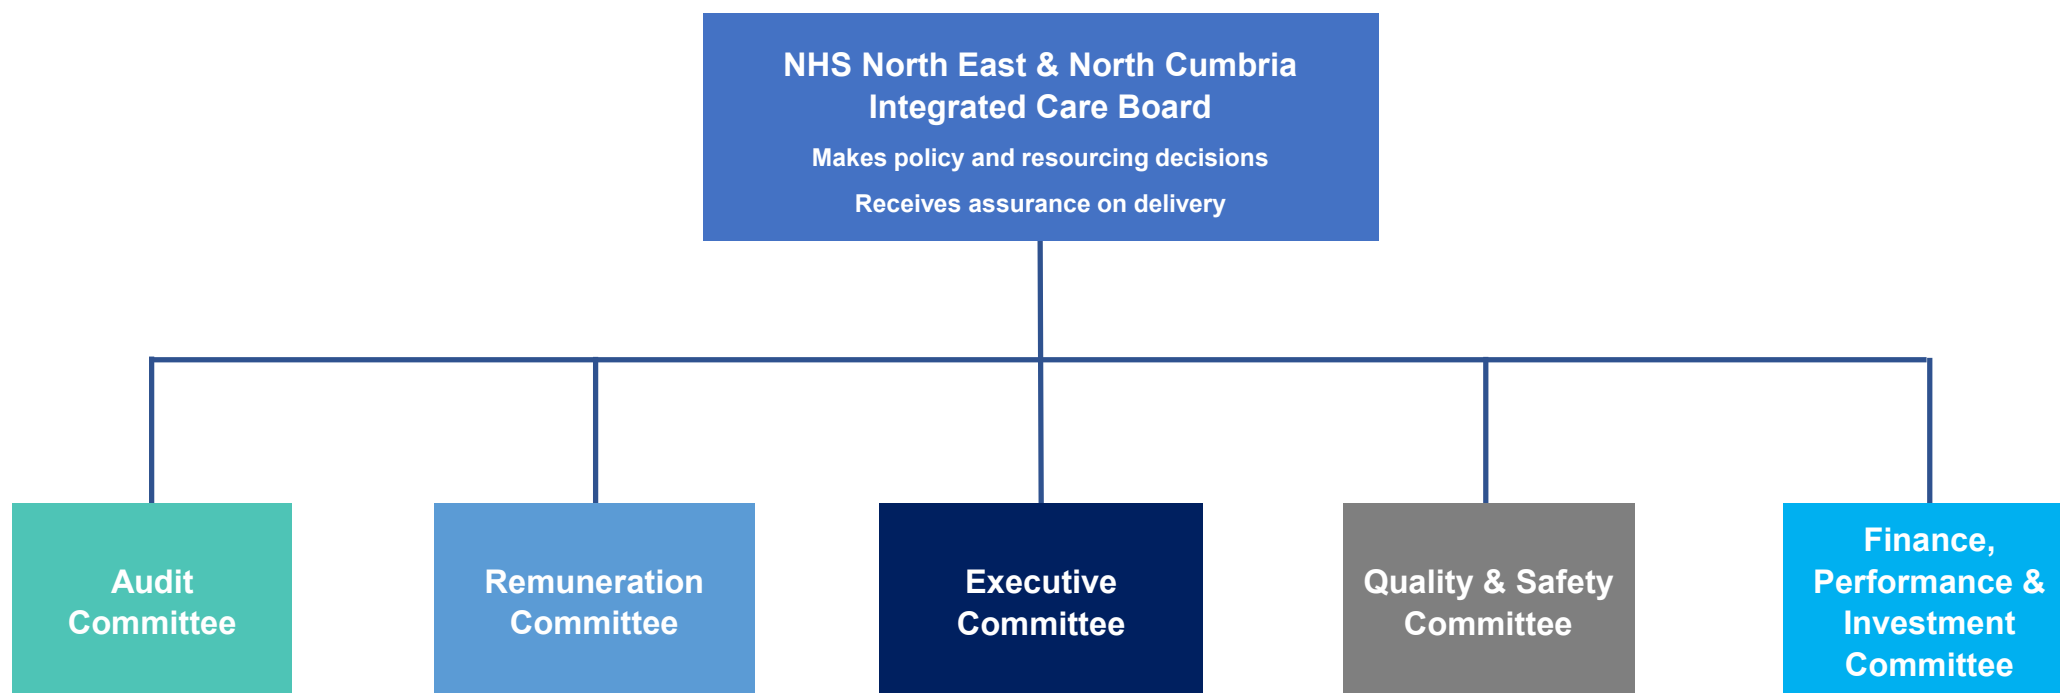 NHS North East & North Cumbria
Integrated Care Board
Makes policy and resourcing decisions
Receives assurance on delivery
Audit
Committee
Remuneration
Committee
Executive
Committee
Quality & Safety
Committee
Finance,
Performance &
Investment
Committee